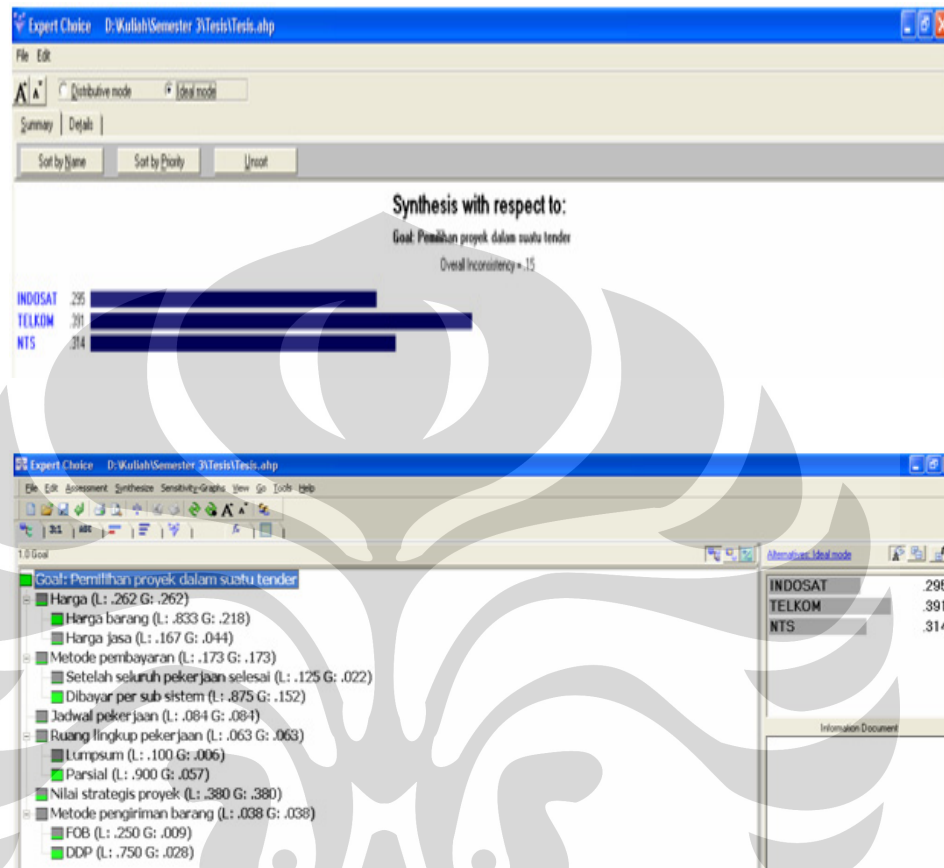 Expert Choice D:\Kuliah\Semester 3\Tesis\Tesis.ahp
File Edit
Distributive mode Ideal mode
Summary Details
Sort by Name Sort by Priority Unsort
Synthesis with respect to:
Goal: Pemilihan proyek dalam suatu tender
Overall Inconsistency = .15
INDOSAT .295
TELKOM .391
NTS .314
Expert Choice D:\Kuliah\Semester 3\Tesis\Tesis.ahp
File Edit Assessment Synthesize Sensitivity-Graphs View Go Tools Help
3:1 ABC
1.0 Goal
Alternatives: Ideal mode
Goal: Pemilihan proyek dalam suatu tender
Harga (L: .262 G: .262)
Harga barang (L: .833 G: .218)
Harga jasa (L: .167 G: .044)
Metode pembayaran (L: .173 G: .173)
Setelah seluruh pekerjaan selesai (L: .125 G: .022)
Dibayar per sub sistem (L: .875 G: .152)
Jadwal pekerjaan (L: .084 G: .084)
Ruang lingkup pekerjaan (L: .063 G: .063)
Lumpsum (L: .100 G: .006)
Parsial (L: .900 G: .057)
Nilai strategis proyek (L: .380 G: .380)
Metode pengiriman barang (L: .038 G: .038)
FOB (L: .250 G: .009)
DDP (L: .750 G: .028)
INDOSAT .295
TELKOM .391
NTS .314
Information Document